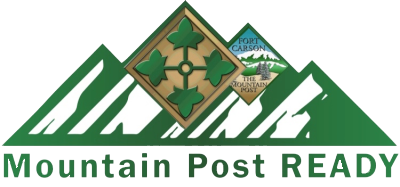 FORT
CARSON
THE
MOUNTAIN
POST
Mountain Post READY